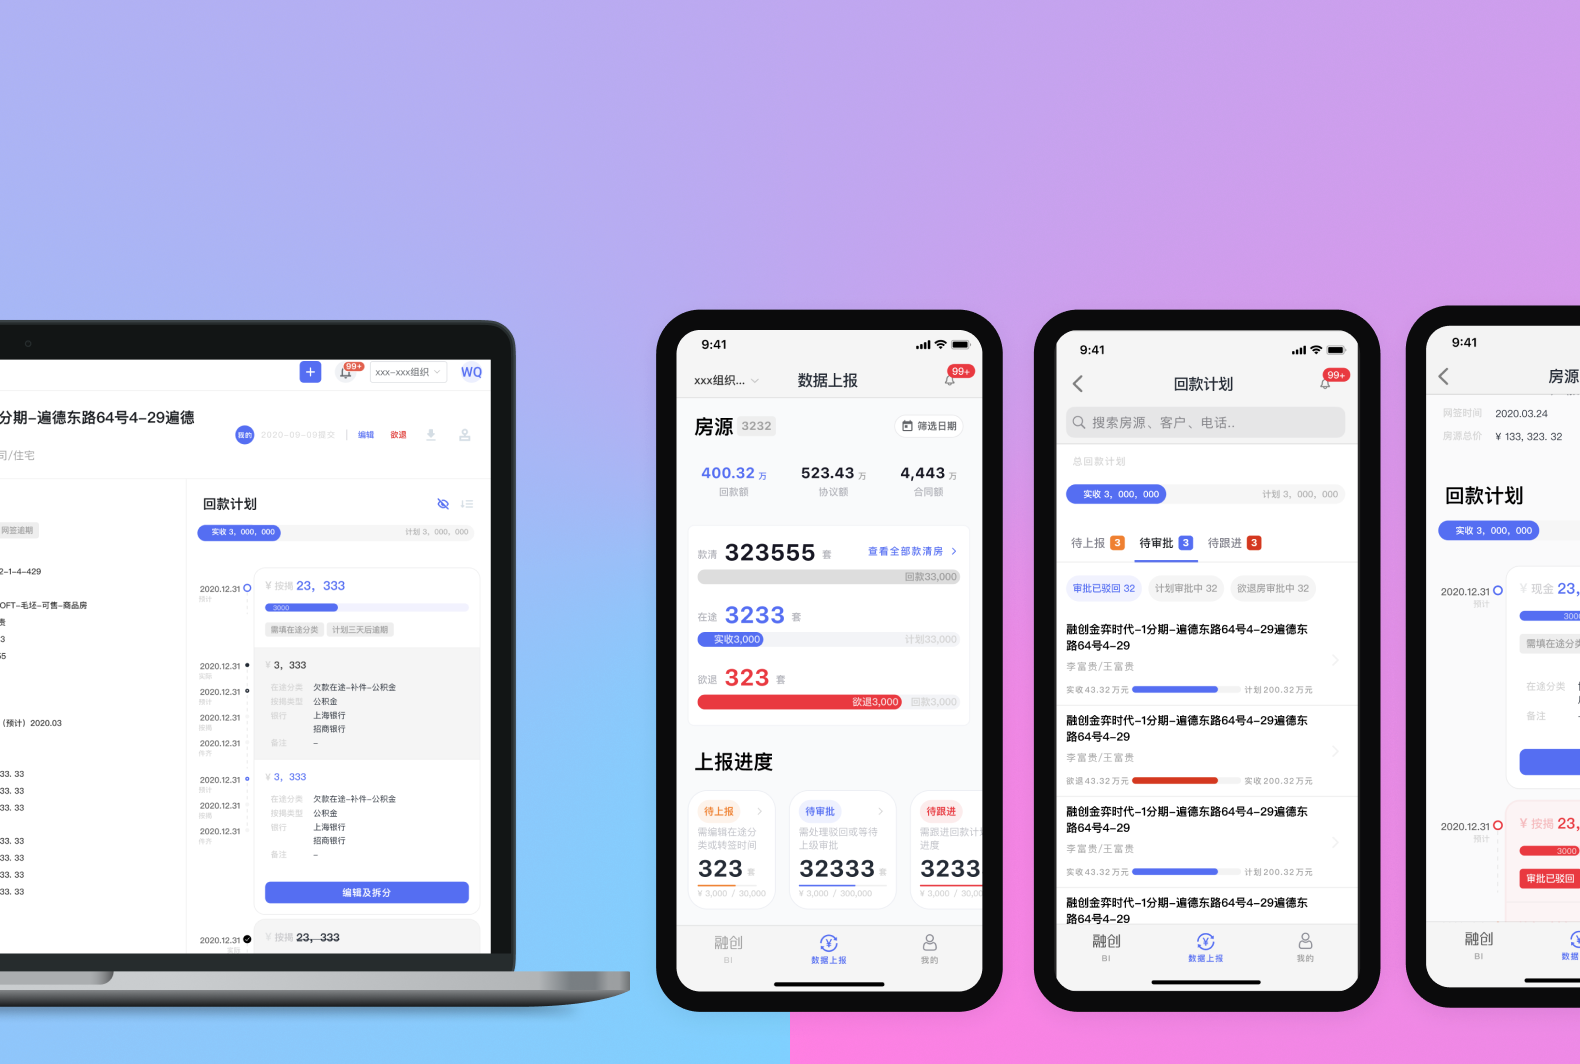 99+
xxx-xxx组织
WQ
分期-遍德东路64号4-29遍德
我的
2020-09-09提交
编辑
欲退
司/住宅
回款计划
网签逾期
实收 3，000，000
计划 3，000，000
2-1-4-429
OFT-毛坯-可售-商品房
贵
3
55
(预计）2020.03
33. 33
33. 33
33. 33
33. 33
33. 33
33. 33
33. 33
2020.12.31
预计
¥ 按揭 23，333
3000
需填在途分类
计划三天后逾期
2020.12.31
实际
2020.12.31
预计
2020.12.31
按揭
2020.12.31
¥ 3，333
在途分类 欠款在途-补件-公积金
按揭类型 公积金
银行 上海银行
招商银行
备注 -
2020.12.31
预计
2020.12.31
按揭
2020.12.31
¥ 3，333
在途分类 欠款在途-补件-公积金
按揭类型 公积金
银行 上海银行
招商银行
备注 -
编辑及拆分
2020.12.31
实际
¥ 按揭 23，333
9:41
xxx组织...
数据上报
99+
房源 3232
筛选日期
400.32 万
回款额
523.43 万
协议额
4,443 万
合同额
款清 323555 套
查看全部款清房
回款33,000
在途 3233 套
实收3,000
计划33,000
欲退 323 套
欲退3,000
回款3,000
上报进度
待上报
需编辑在途分
类或转签时间
323 套
¥ 3,000 / 30,000
待审批
需处理驳回或等待
上级审批
32333 套
¥ 3,000 / 300,000
待跟进
需跟进回款计
进度
3233
¥ 3,000 / 30,00
融创
BI
数据上报
我的
9:41
回款计划
99+
搜索房源、客户、电话..
总回款计划
实收 3，000，000
计划 3，000，000
待上报 3
待审批 3
待跟进 3
审批已驳回 32
计划审批中 32
欲退房审批中 32
融创金弈时代-1分期-遍德东路64号4-29遍德东
路64号4-29
李富贵/王富贵
实收43.32万元
计划200.32万元
融创金弈时代-1分期-遍德东路64号4-29遍德东
路64号4-29
李富贵/王富贵
欲退43.32万元
实收200.32万元
融创金弈时代-1分期-遍德东路64号4-29遍德东
路64号4-29
李富贵/王富贵
实收43.32万元
计划200.32万元
融创金弈时代-1分期-遍德东路64号4-29遍德东
路64号4-29
融创
BI
数据上报
我的
9:41
房源
网签时间 2020.03.24
房源总价 ¥ 133, 323. 32
回款计划
实收 3，000，000
2020.12.31
预计
¥ 现金 23,
3000
需填在途分类
在途分类
备注 -
2020.12.31
预计
¥ 按揭 23,
3000
审批已驳回
融创
BI
数据